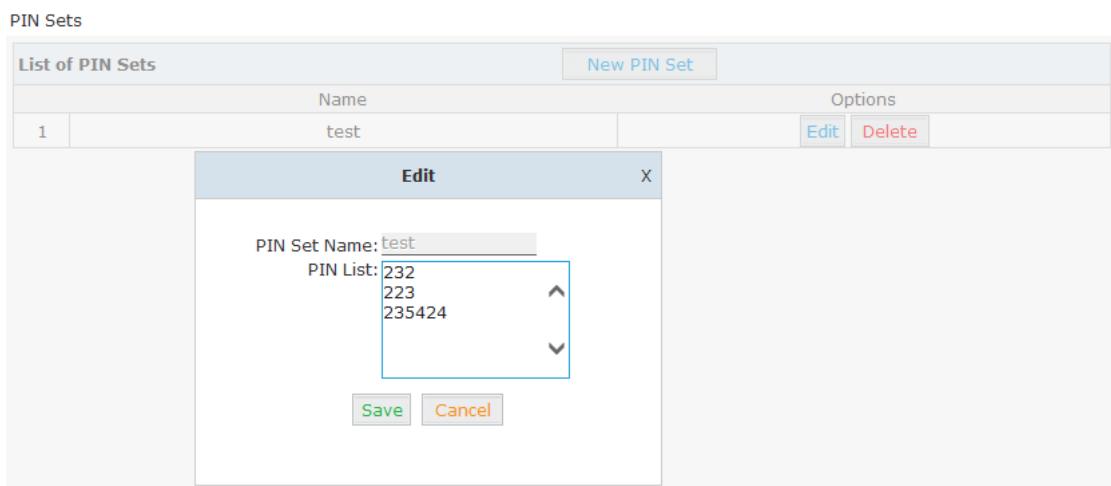 PIN Sets
List of PIN Sets New PIN Set
Name Options
1 test Edit Delete
Edit X
PIN Set Name: test
PIN List: 232
223
235424
Save Cancel